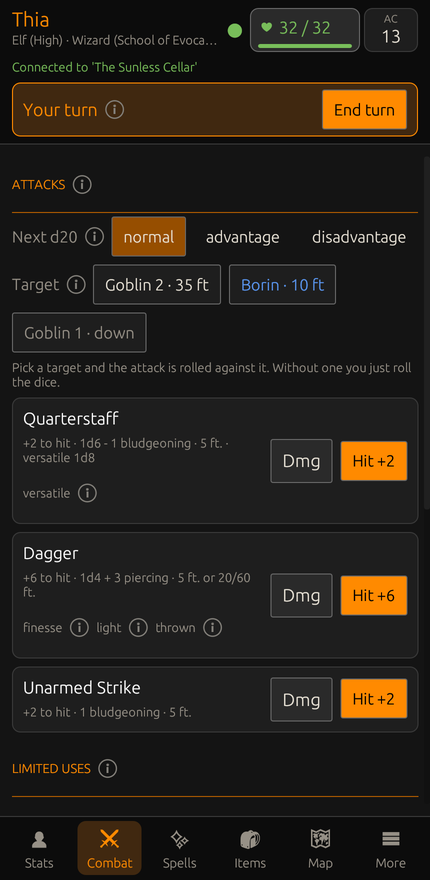 Thia
Elf (High) · Wizard (School of Evoca...
32 / 32
AC
13
Connected to 'The Sunless Cellar'
Your turn
End turn
ATTACKS
Next d20 normal advantage disadvantage
Target Goblin 2 · 35 ft Borin · 10 ft
Goblin 1 · down
Pick a target and the attack is rolled against it. Without one you just roll
the dice.
Quarterstaff
+2 to hit · 1d6 - 1 bludgeoning · 5 ft. ·
versatile 1d8
versatile
Dmg Hit +2
Dagger
+6 to hit · 1d4 + 3 piercing · 5 ft. or 20/60
ft.
finesse light thrown
Dmg Hit +6
Unarmed Strike
+2 to hit · 1 bludgeoning · 5 ft.
Dmg Hit +2
LIMITED USES
Stats Combat Spells Items Map More